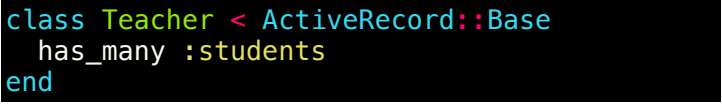 class Teacher < ActiveRecord::Base
  has_many :students
end